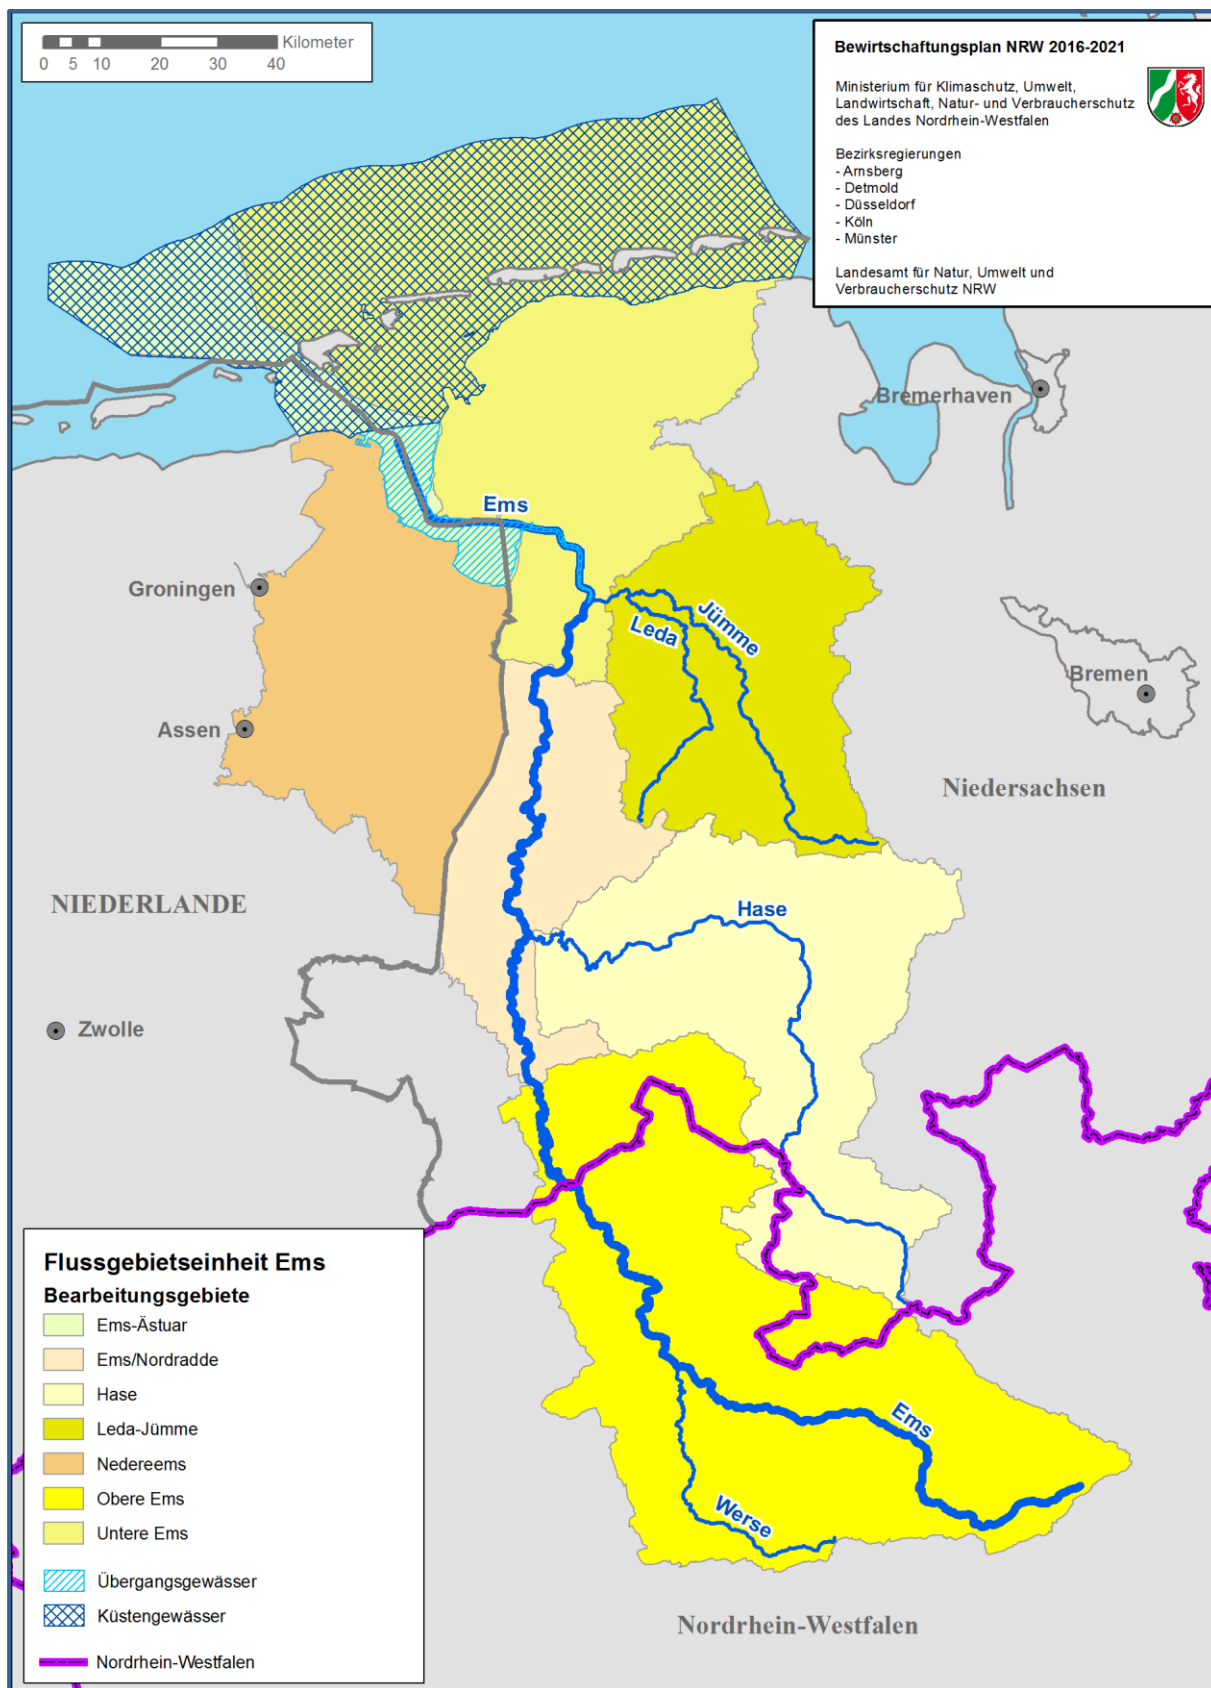 Kilometer
0 5 10 20 30 40
Bewirtschaftungsplan NRW 2016-2021
Ministerium für Klimaschutz, Umwelt,
Landwirtschaft, Natur- und Verbraucherschutz
des Landes Nordrhein-Westfalen
Bezirksregierungen
- Arnsberg
- Detmold
- Düsseldorf
- Köln
- Münster
Landesamt für Natur, Umwelt und
Verbraucherschutz NRW
Bremerhaven
Ems
Groningen
Jümme
Leda
Bremen
Assen
Niedersachsen
NIEDERLANDE
Hase
Zwolle
Flussgebietseinheit Ems
Bearbeitungsgebiete
Ems-Ästuar
Ems/Nordradde
Hase
Leda-Jümme
Nedereems
Obere Ems
Untere Ems
Übergangsgewässer
Küstengewässer
Nordrhein-Westfalen
Ems
Werse
Nordrhein-Westfalen